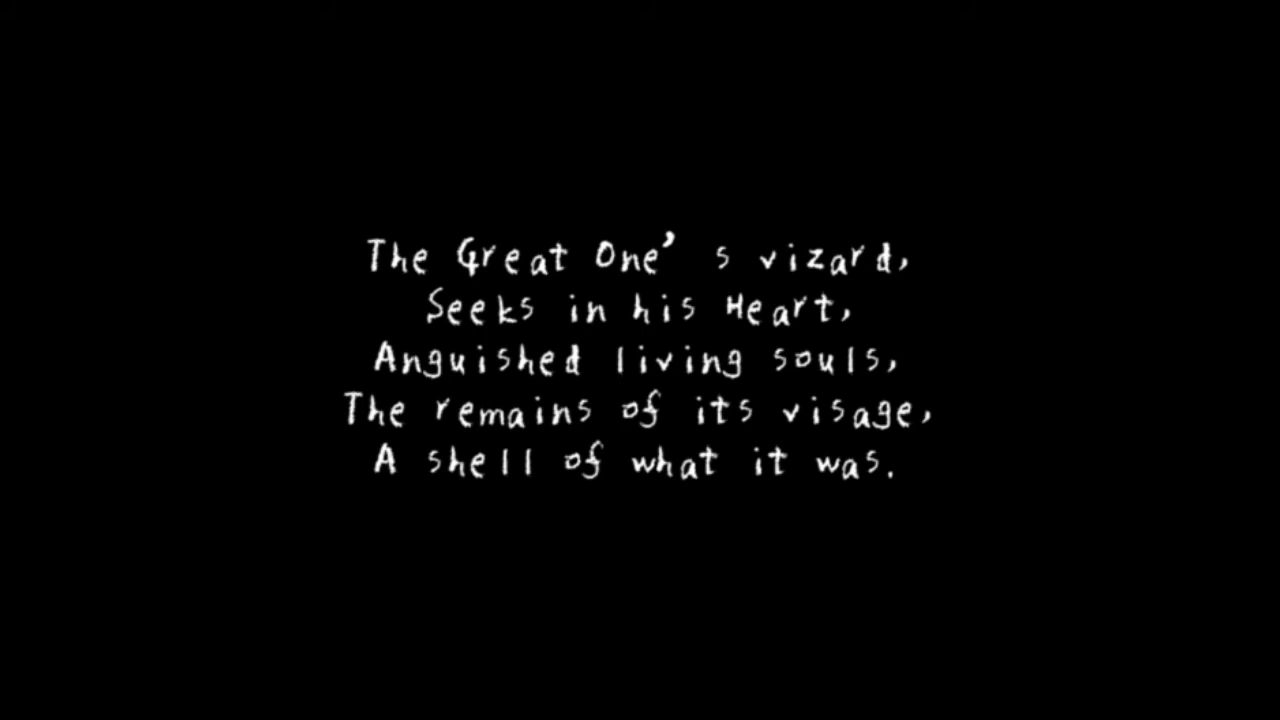 The Great One's vizard,
Seeks in his Heart,
Anguished living souls,
The remains of its visage,
A shell of what it was.